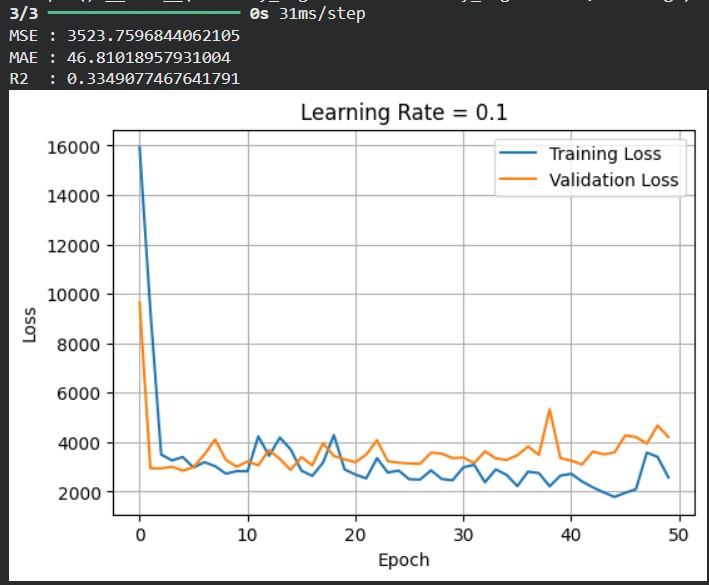 3/3 0s 31ms/step
MSE : 3523.7596844062105
MAE : 46.81018957931004
R2 : 0.3349077467641791
Learning Rate = 0.1
Training Loss
Validation Loss
16000
14000
12000
10000
8000
6000
4000
2000
Loss
0 10 20 30 40 50
Epoch